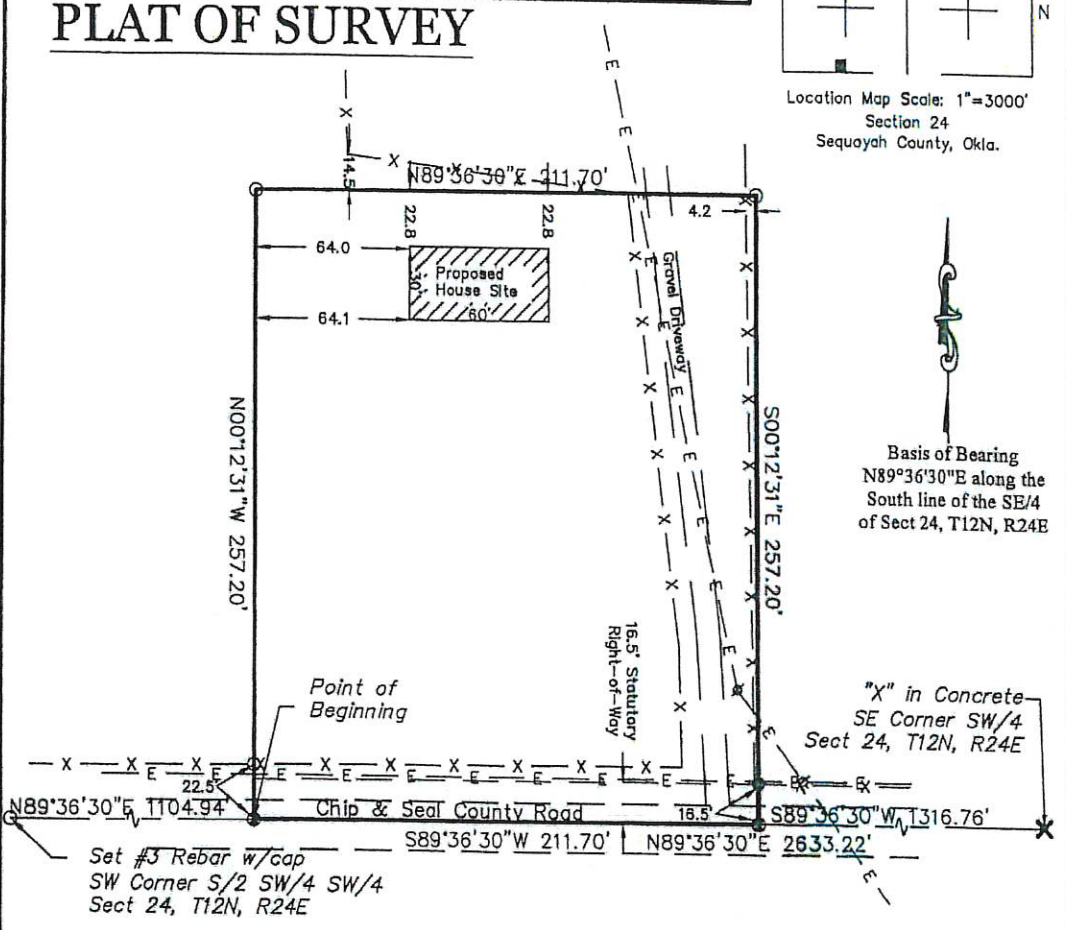 PLAT OF SURVEY
N
Location Map Scale: 1"=3000'
Section 24
Sequoyah County, Okla.
X
E
14.5
N89°36'30"E 211.70'
4.2
22.8
22.8
64.0
Proposed
House Site
30'
60'
64.1
Gravel Driveway
N00°12'31"W 257.20'
S00°12'31"E 257.20'
Basis of Bearing
N89°36'30"E along the
South line of the SE/4
of Sect 24, T12N, R24E
16.5' Statutory
Right-of-Way
Point of
Beginning
"X" in Concrete
SE Corner SW/4
Sect 24, T12N, R24E
22.5'
N89°36'30"E 1104.94'
Chip & Seal County Road
16.5'
S89°36'30"W 1316.76'
S89°36'30"W 211.70'
N89°36'30"E 2633.22'
Set #3 Rebar w/cap
SW Corner S/2 SW/4 SW/4
Sect 24, T12N, R24E